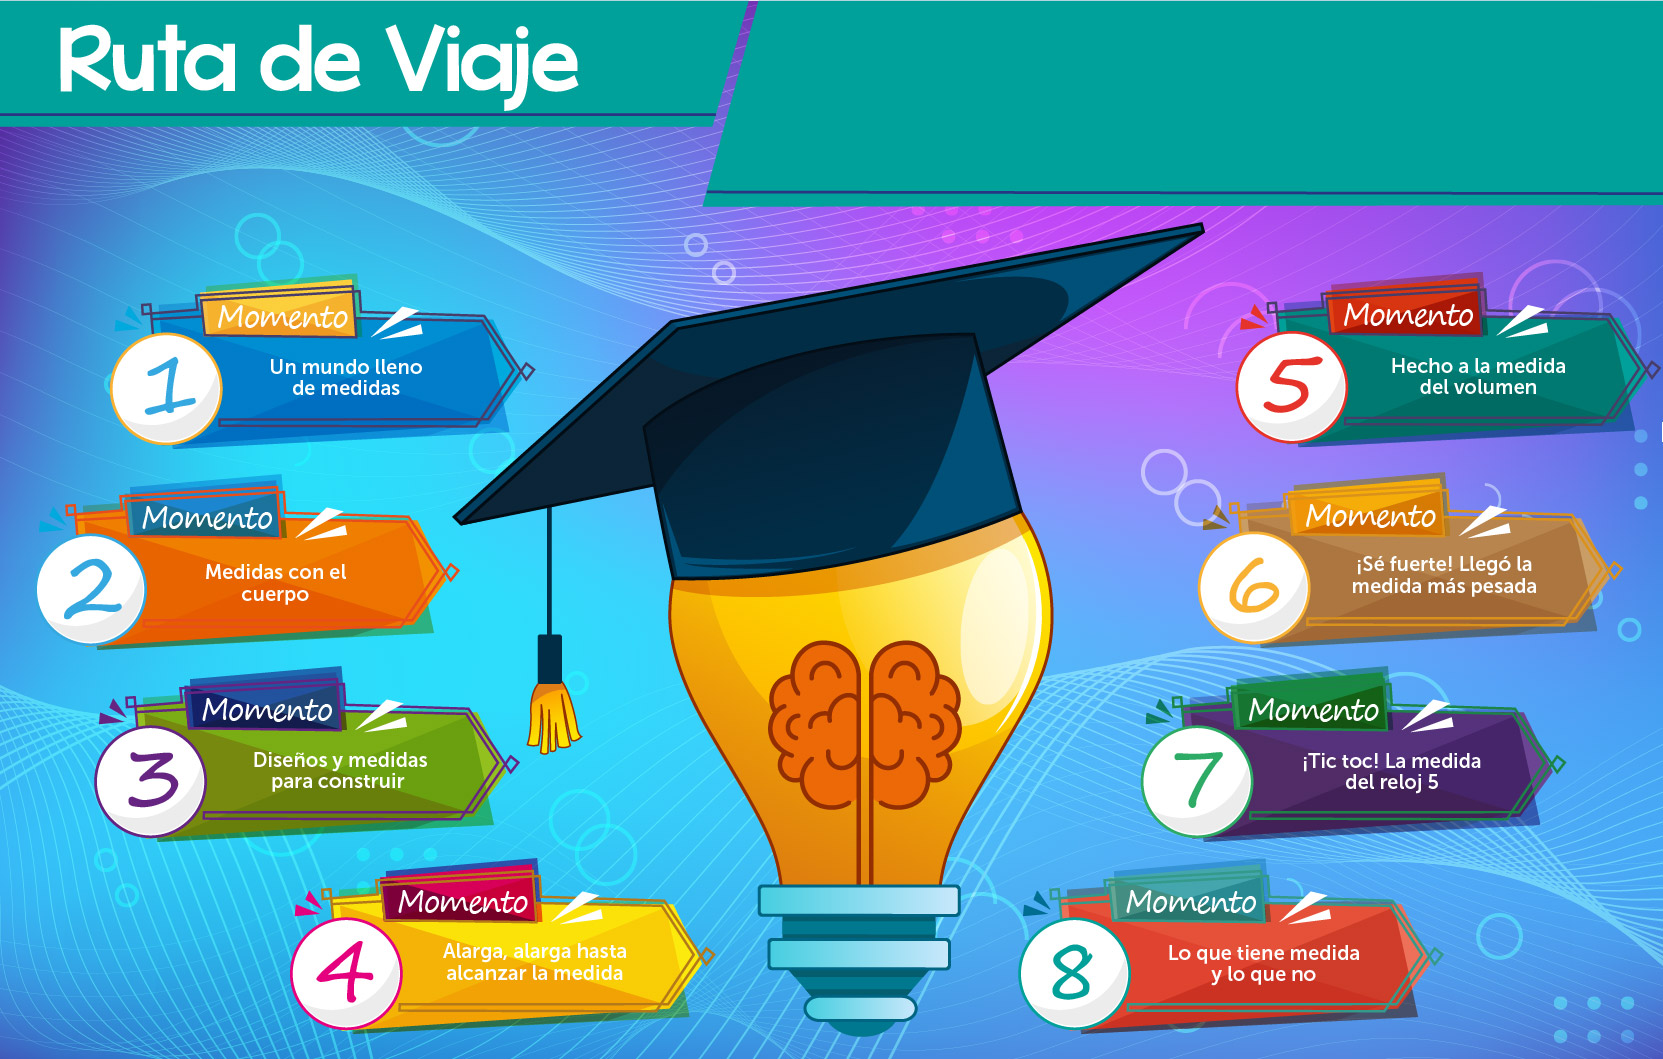 Ruta de Viaje
Momento
1
Un mundo lleno
de medidas
Momento
2
Medidas con el
cuerpo
Momento
3
Diseños y medidas
para construir
Momento
4
Alarga, alarga hasta
alcanzar la medida
Momento
5
Hecho a la medida
del volumen
Momento
6
¡Sé fuerte! Llegó la
medida más pesada
Momento
7
¡Tic toc! La medida
del reloj 5
Momento
8
Lo que tiene medida
y lo que no